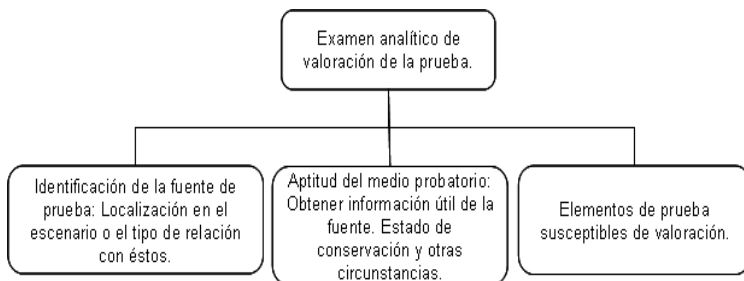 Examen analítico de
valoración de la prueba.
Identificación de la fuente de
prueba: Localización en el
escenario o el tipo de relación
con éstos.
Aptitud del medio probatorio:
Obtener información útil de la
fuente. Estado de
conservación y otras
circunstancias.
Elementos de prueba
susceptibles de valoración.